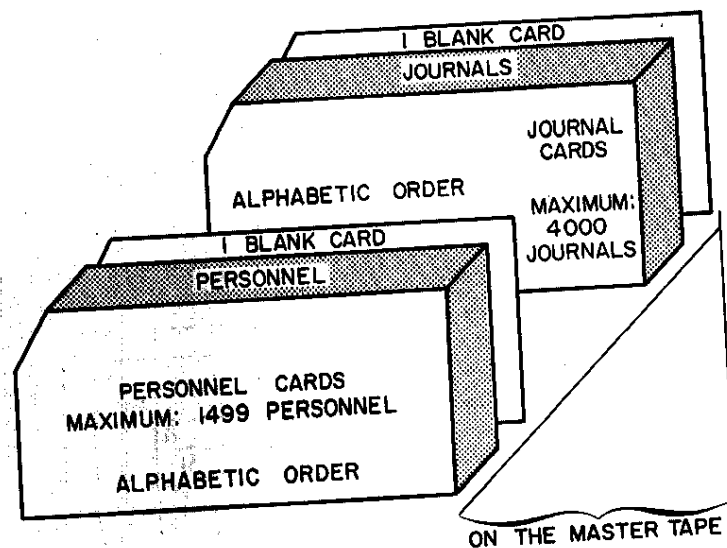 1 BLANK CARD
JOURNALS
JOURNAL
CARDS
ALPHABETIC ORDER
MAXIMUM:
4000
JOURNALS
1 BLANK CARD
PERSONNEL
PERSONNEL CARDS
MAXIMUM: 1499 PERSONNEL
ALPHABETIC ORDER
ON THE MASTER TAPE